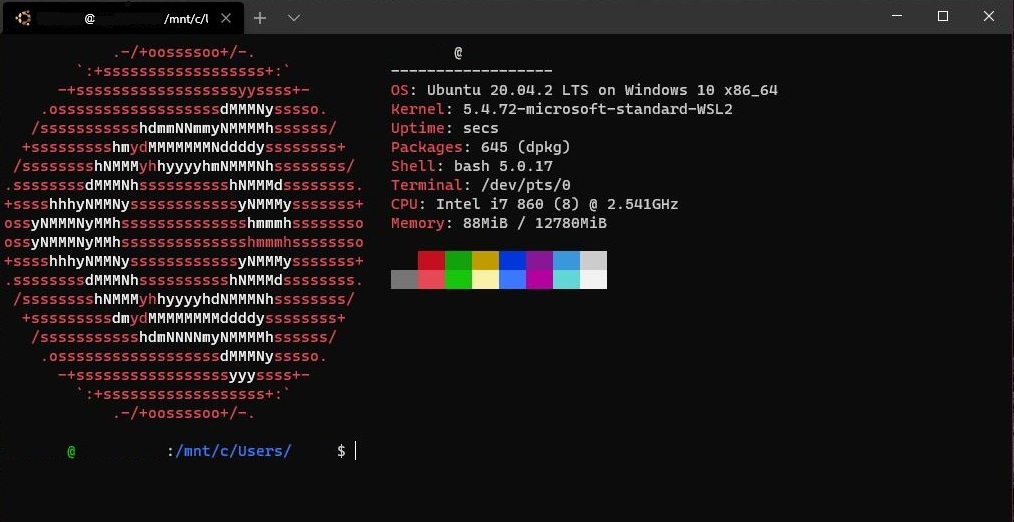 @ /mnt/c/l
@
------------------
OS: Ubuntu 20.04.2 LTS on Windows 10 x86_64
Kernel: 5.4.72-microsoft-standard-WSL2
Uptime: secs
Packages: 645 (dpkg)
Shell: bash 5.0.17
Terminal: /dev/pts/0
CPU: Intel i7 860 (8) @ 2.541GHz
Memory: 88MiB / 12780MiB
.-/+oossssoo+/-.
`:+ssssssssssssssssss+:`
-+ssssssssssssssssssyyssss+-
.ossssssssssssssssssdMMMNysssso.
/ssssssssssshdmmNNmmyNMMMMhssssss/
+ssssssssshmydMMMMMMMNddddyssssssss+
/sssssssshNMMMyhhyyyyhmNMMMNhssssssss/
.ssssssssdMMMNhsssssssssshNMMMdssssssss.
+sssshhhyNMMNyssssssssssssyNMMMysssssss+
ossyNMMMNyMMhsssssssssssssshmmmhssssssso
ossyNMMMNyMMhsssssssssssssshmmmhssssssso
+sssshhhyNMMNyssssssssssssyNMMMysssssss+
.ssssssssdMMMNhsssssssssshNMMMdssssssss.
/sssssssshNMMMyhhyyyyhdNMMMNhssssssss/
+sssssssssdmydMMMMMMMMddddyssssssss+
/ssssssssssshdmNNNNmyNMMMMhssssss/
.ossssssssssssssssssdMMMNysssso.
-+sssssssssssssssssyyyssss+-
`:+ssssssssssssssssss+:`
.-/+oossssoo+/-.
@ :/mnt/c/Users/ $